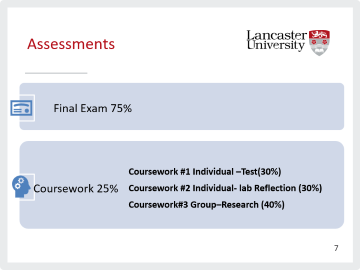 Assessments
Lancaster
University
Final Exam 75%
Coursework 25%
Coursework #1 Individual –Test(30%)
Coursework #2 Individual- lab Reflection (30%)
Coursework#3 Group–Research (40%)
7